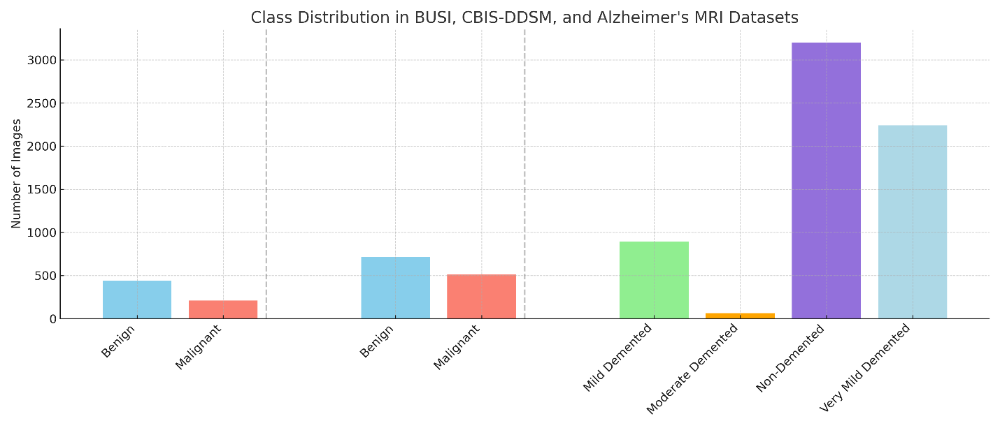 Class Distribution in BUSI, CBIS-DDSM, and Alzheimer's MRI Datasets
Number of Images
3000
2500
2000
1500
1000
500
0
Benign
Malignant
Benign
Malignant
Mild Demented
Moderate Demented
Non-Demented
Very Mild Demented